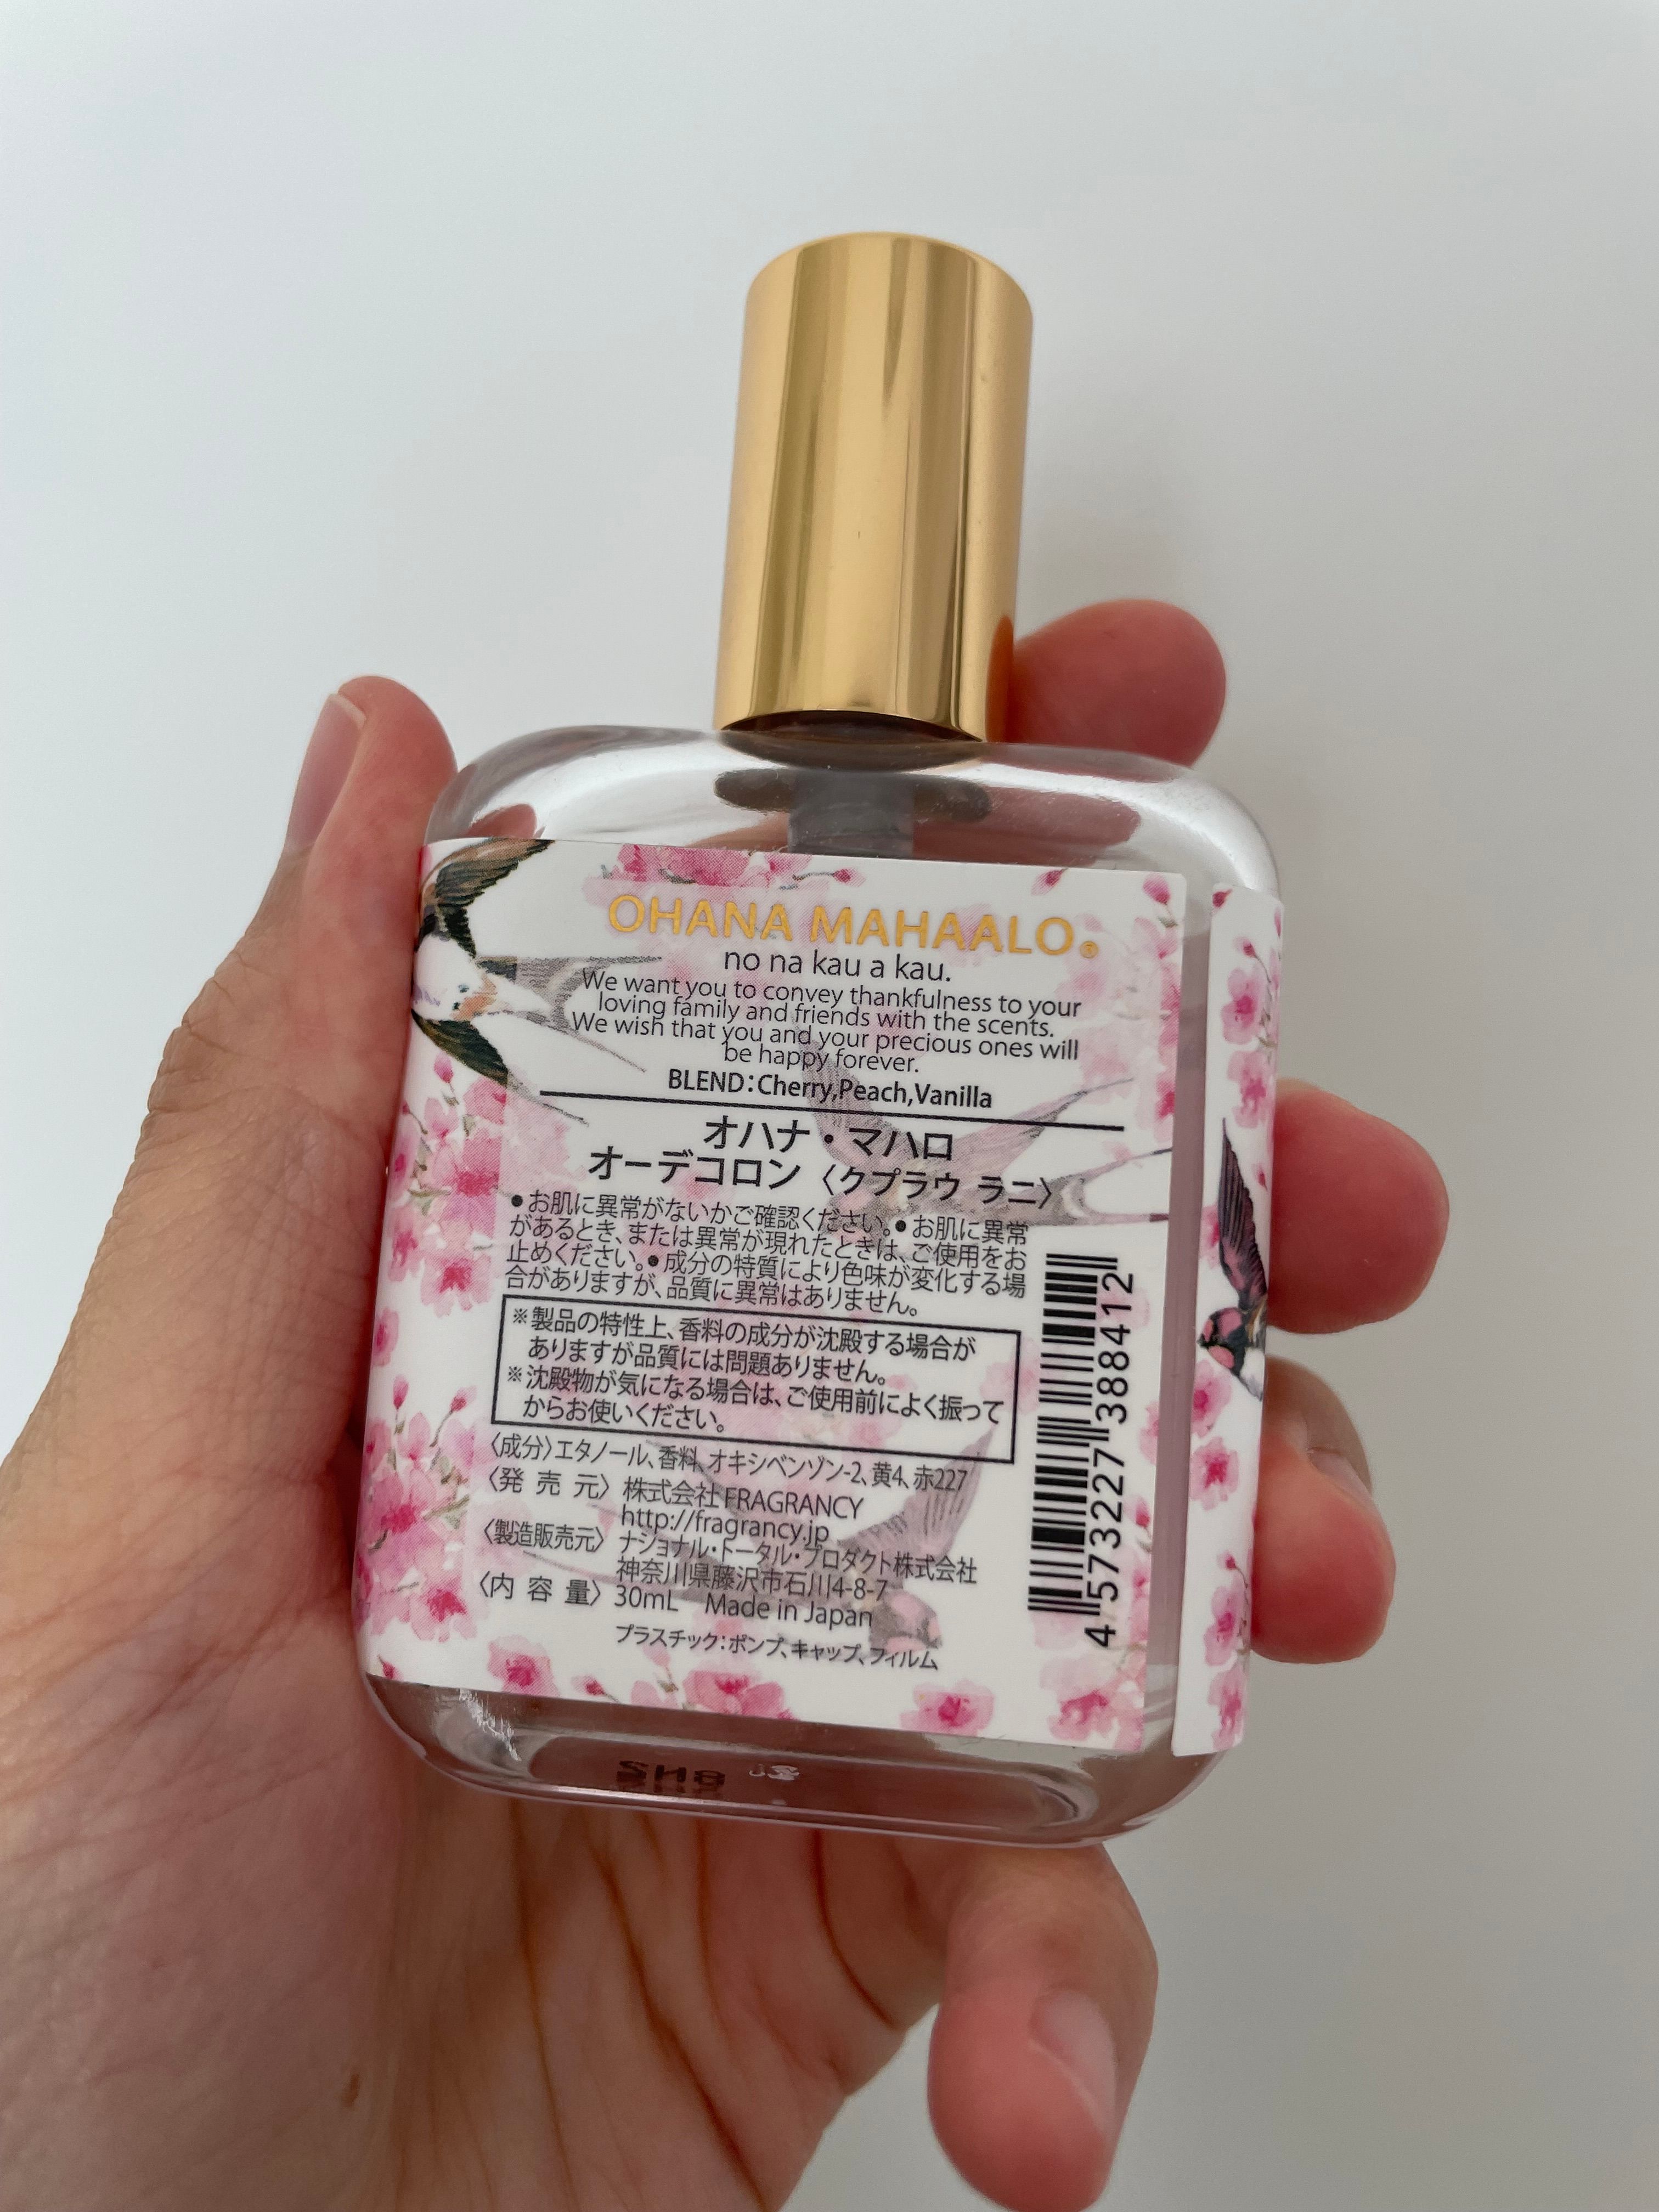 OHANA MAHAALO®
no na kau a kau.
We want you to convey thankfulness to your
loving family and friends with the scents.
We wish that you and your precious ones will
be happy forever.
BLEND:Cherry,Peach,Vanilla
オハナ・マハロ
オーデコロン〈クプラウ ラニ〉
●お肌に異常がないかご確認ください。●お肌に異常
があるとき、または異常が現れたときは、ご使用をお
止めください。●成分の特質により色味が変化する場
合がありますが、品質に異常はありません。
※製品の特性上、香料の成分が沈殿する場合が
ありますが品質には問題ありません。
※沈殿物が気になる場合は、ご使用前によく振って
からお使いください。
〈成分〉エタノール、香料、オキシベンゾン-2、黄4、赤227
〈発 売 元〉株式会社FRAGRANCY
http://fragrancy.jp
〈製造販売元〉ナショナル・トータル・プロダクト株式会社
神奈川県藤沢市石川4-8-7
〈内 容 量〉30mL Made in Japan
プラスチック:ポンプ、キャップ、フィルム
4 573227 388412